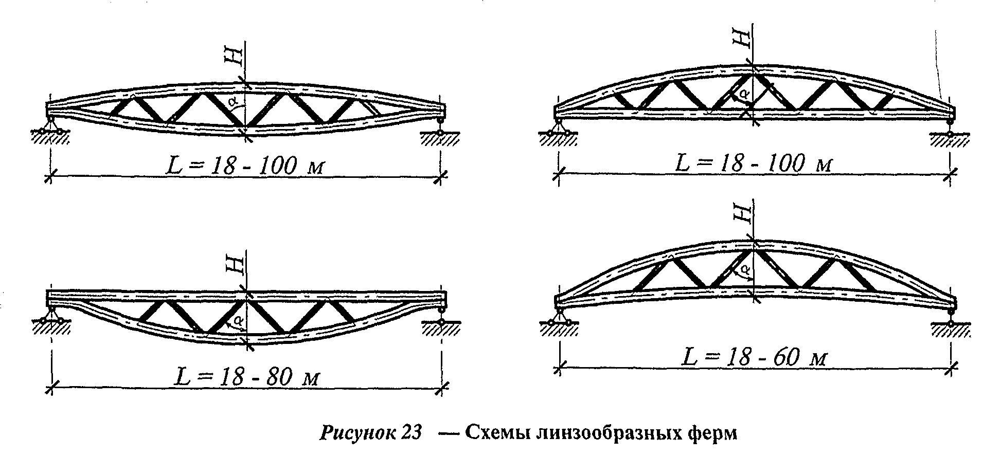 H
α
L = 18 - 100 м
H
α
L = 18 - 100 м
H
α
L = 18 - 80 м
H
α
L = 18 - 60 м
Рисунок 23 — Схемы линзообразных ферм